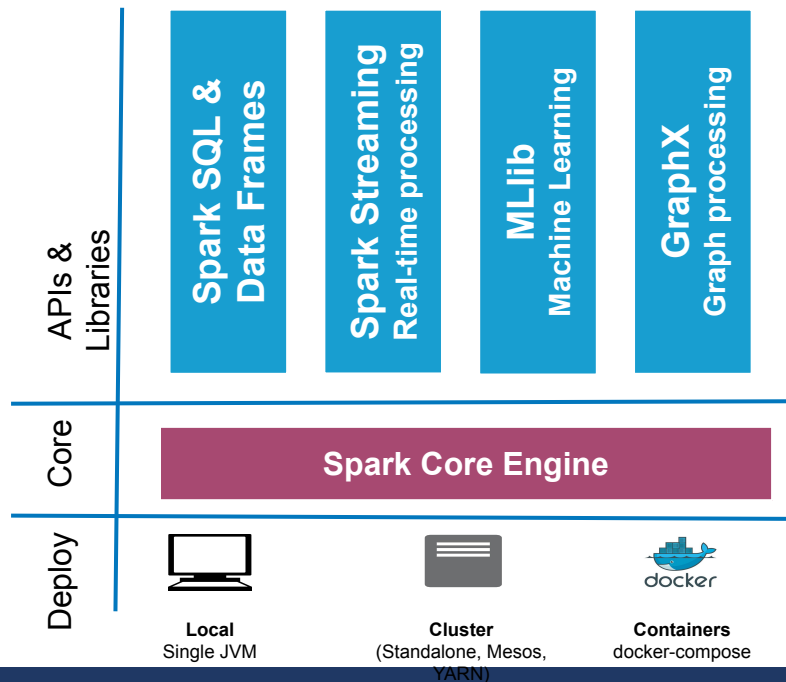 APIs &
Libraries
Spark SQL &
Data Frames
Spark Streaming
Real-time processing
MLlib
Machine Learning
GraphX
Graph processing
Core
Spark Core Engine
Deploy
docker
Local
Single JVM
Cluster
(Standalone, Mesos,
YARN)
Containers
docker-compose